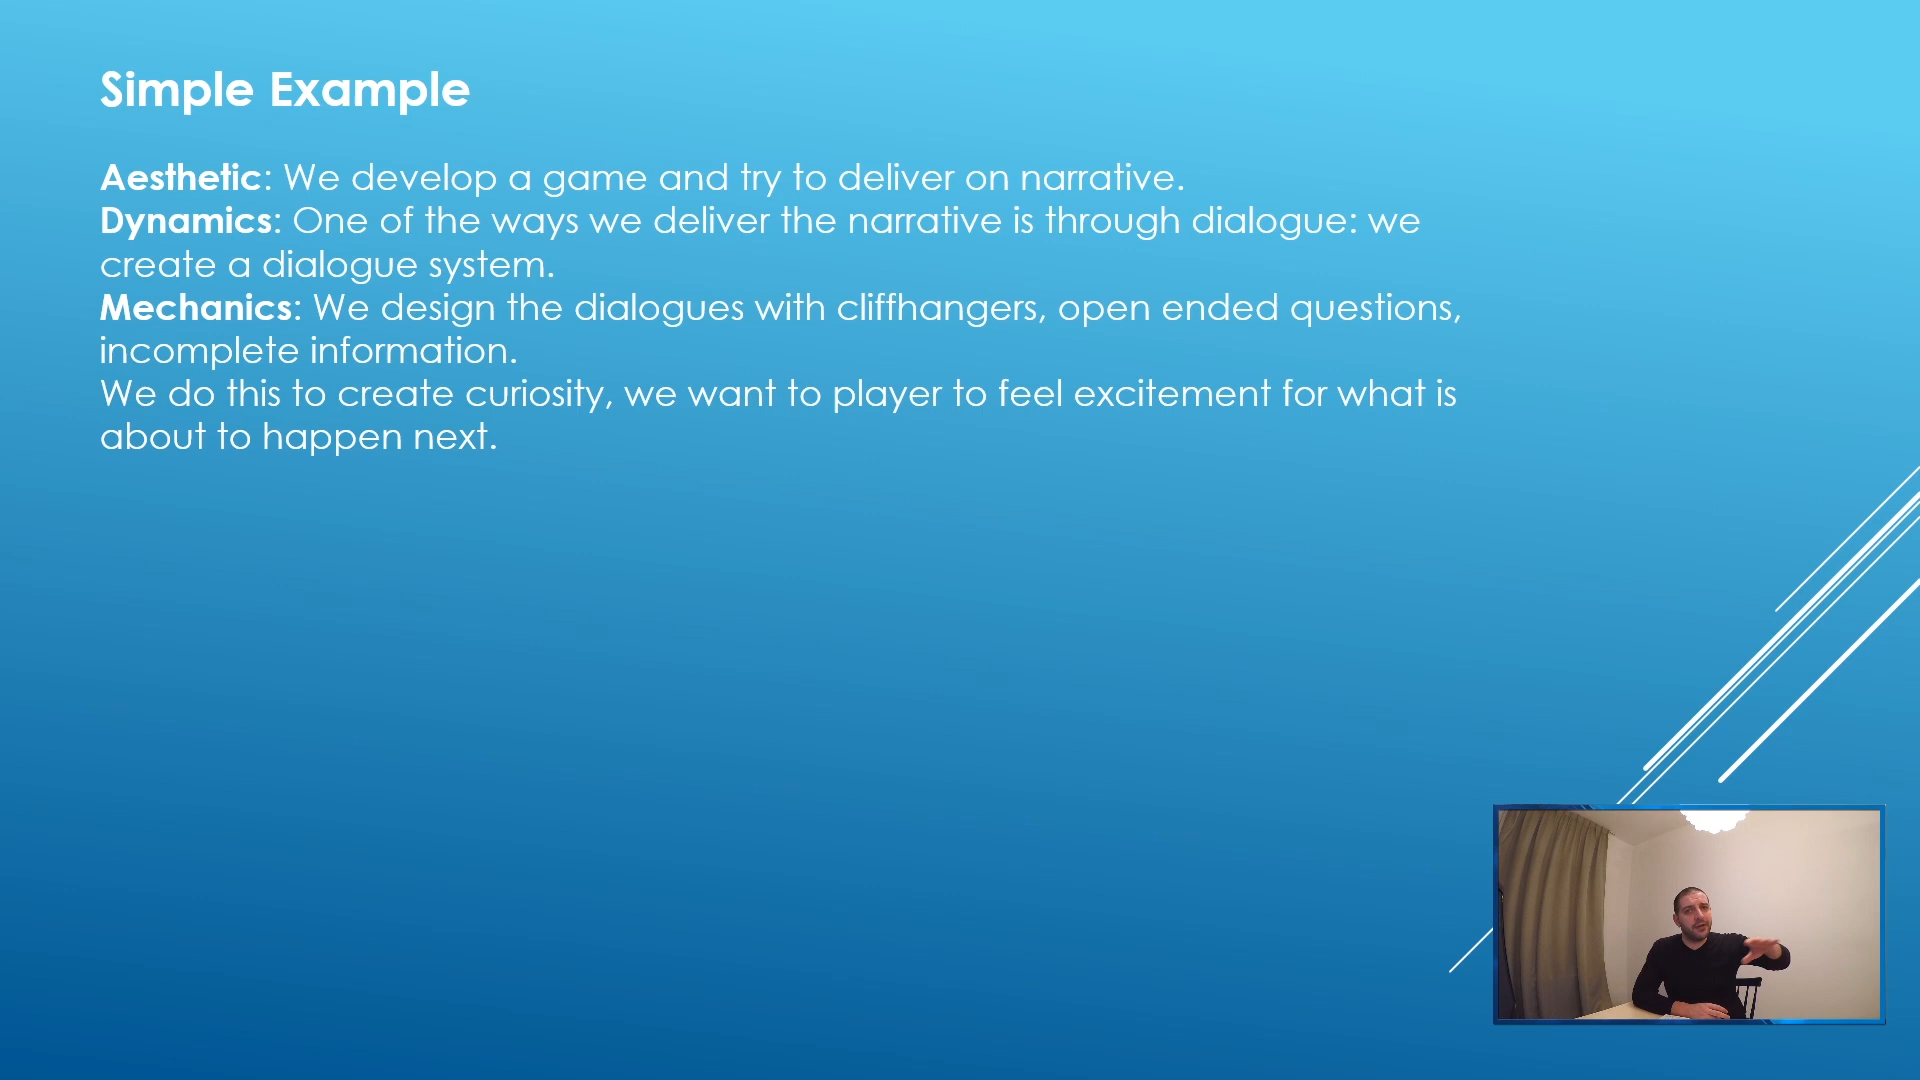 Simple Example
Aesthetic: We develop a game and try to deliver on narrative.
Dynamics: One of the ways we deliver the narrative is through dialogue: we
create a dialogue system.
Mechanics: We design the dialogues with cliffhangers, open ended questions,
incomplete information.
We do this to create curiosity, we want to player to feel excitement for what is
about to happen next.